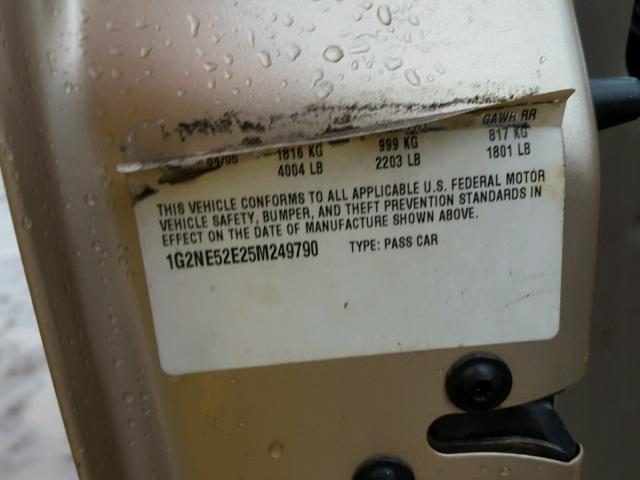 GAWR RR
1816 KG 999 KG 817 KG
4004 LB 2203 LB 1801 LB
THIS VEHICLE CONFORMS TO ALL APPLICABLE U.S. FEDERAL MOTOR
VEHICLE SAFETY, BUMPER, AND THEFT PREVENTION STANDARDS IN
EFFECT ON THE DATE OF MANUFACTURE SHOWN ABOVE.
1G2NE52E25M249790 TYPE: PASS CAR